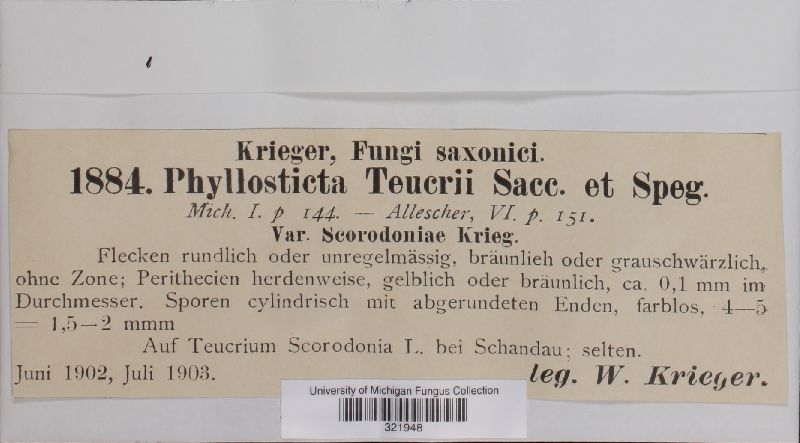 Krieger, Fungi saxonici.
1884. Phyllosticta Teucrii Sacc. et Speg.
Mich. I. p 144. — Allescher, VI. p. 151.
Var. Scorodoniae Krieg.
Flecken rundlich oder unregelmässig, bräunlieh oder grauschwärzlich,
ohne Zone; Perithecien herdenweise, gelblich oder bräunlich, ca. 0,1 mm im
Durchmesser. Sporen cylindrisch mit abgerundeten Enden, farblos, 4—5
= 1,5—2 mmm
Auf Teucrium Scorodonia L. bei Schandau; selten.
Juni 1902, Juli 1903.
leg. W. Krieger.
University of Michigan Fungus Collection
321948